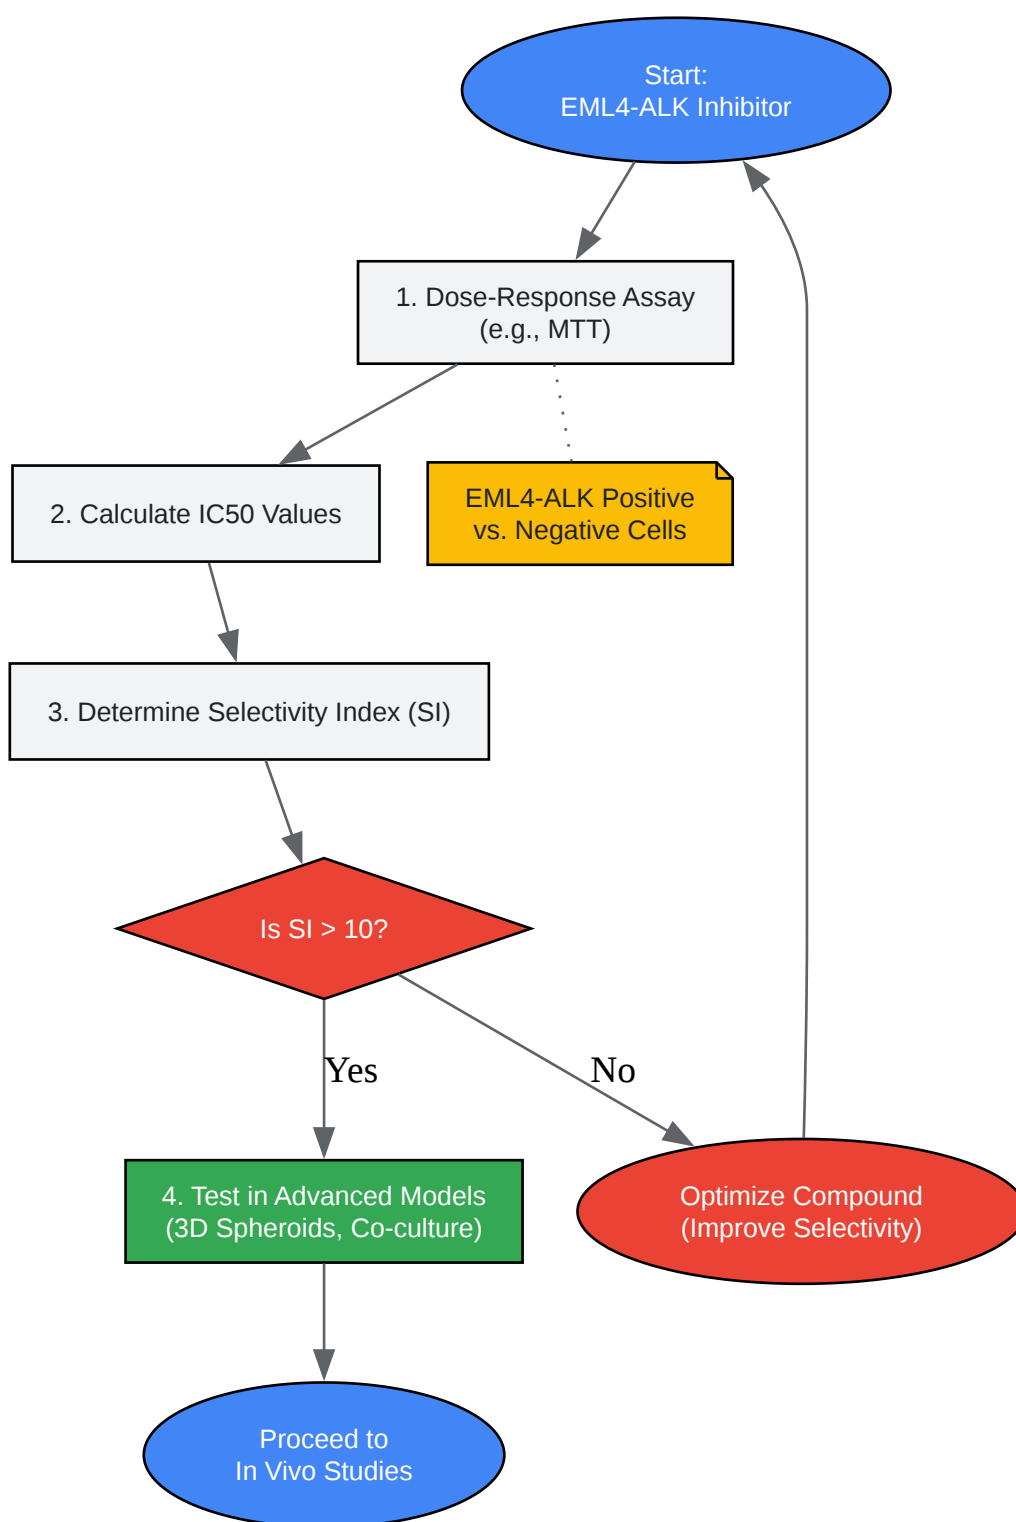 Start:
EML4-ALK Inhibitor
1. Dose-Response Assay
(e.g., MTT)
2. Calculate IC50 Values
EML4-ALK Positive
vs. Negative Cells
3. Determine Selectivity Index (SI)
Is SI > 10?
Yes
No
4. Test in Advanced Models
(3D Spheroids, Co-culture)
Optimize Compound
(Improve Selectivity)
Proceed to
In Vivo Studies